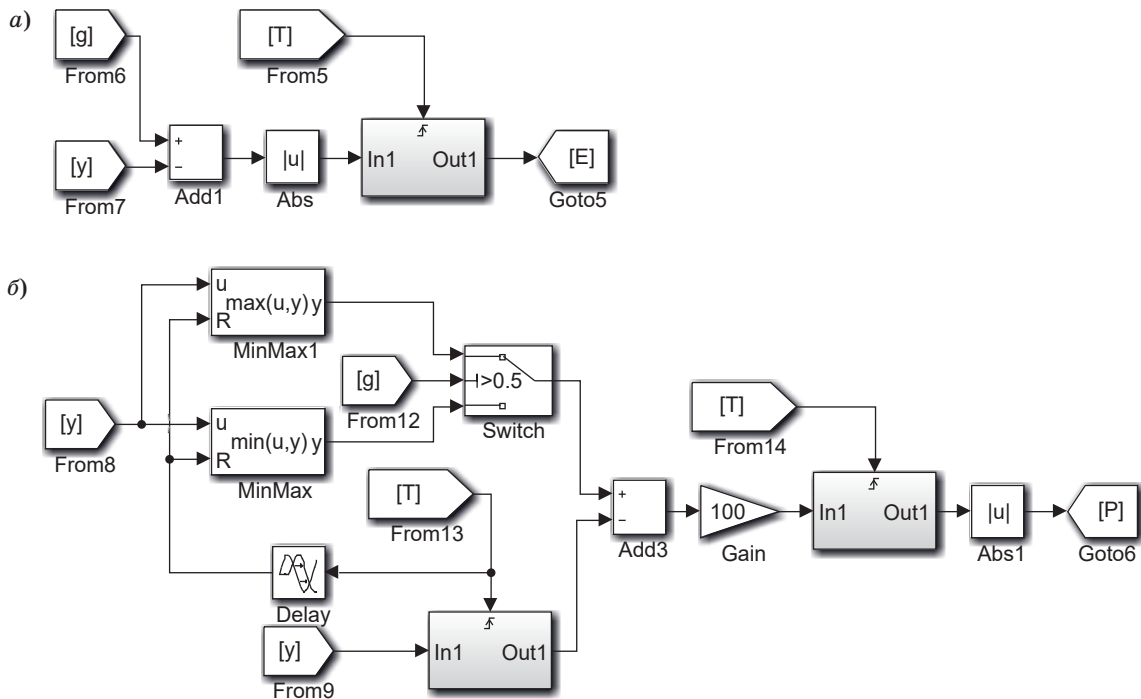 а)
[g]
From6
[T]
From5
[y]
From7
+
−
Add1
|u|
Abs
In1
Out1
[E]
Goto5
б)
u
R
max(u,y) y
MinMax1
[g]
From12
>0.5
Switch
[y]
From8
u
R
min(u,y) y
MinMax
[T]
From13
[T]
From14
+
−
Add3
100
Gain
In1
Out1
|u|
Abs1
[P]
Goto6
Delay
[y]
From9
In1
Out1